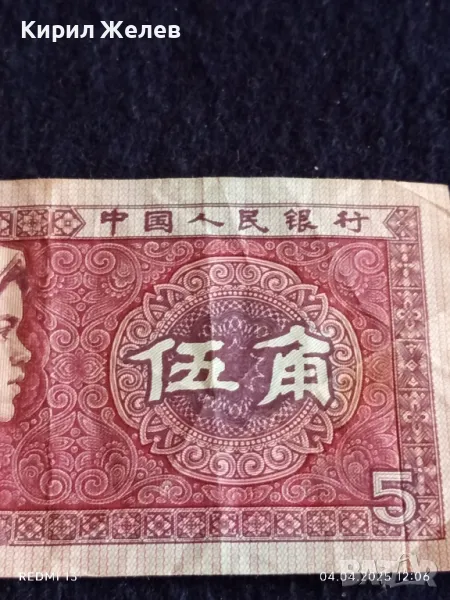 Кирил Желев
中国人民银行
伍角
5
REDMI 13
04.04.2025 12:06